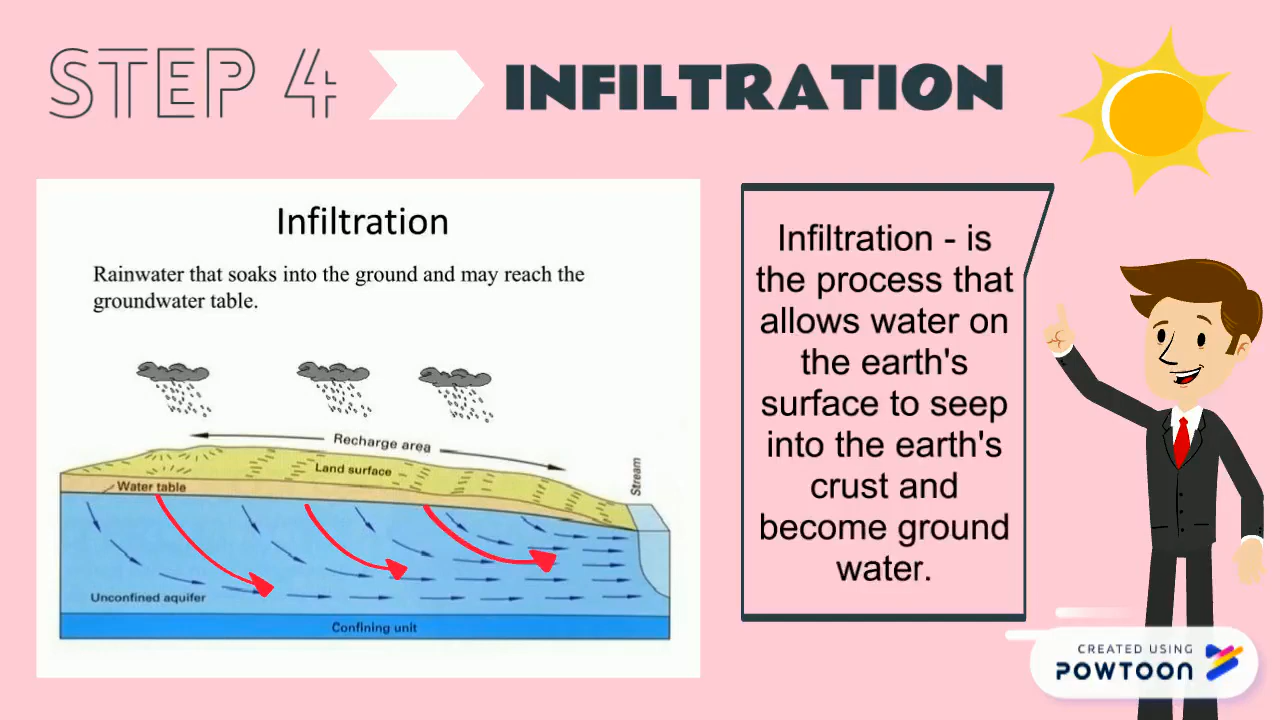 STEP 4
INFILTRATION
Infiltration
Rainwater that soaks into the ground and may reach the
groundwater table.
Recharge area
Land surface
Water table
Stream
Unconfined aquifer
Confining unit
Infiltration - is
the process that
allows water on
the earth's
surface to seep
into the earth's
crust and
become ground
water.
CREATED USING
POWTOON